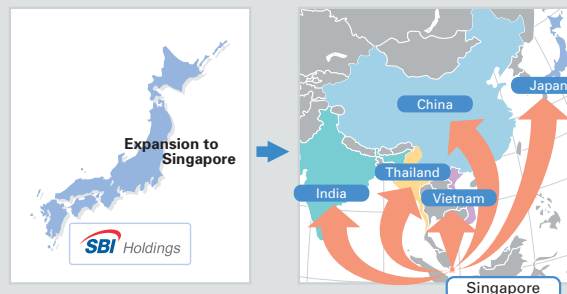 Expansion to
Singapore
SBI Holdings
China
Japan
Thailand
India
Vietnam
Singapore